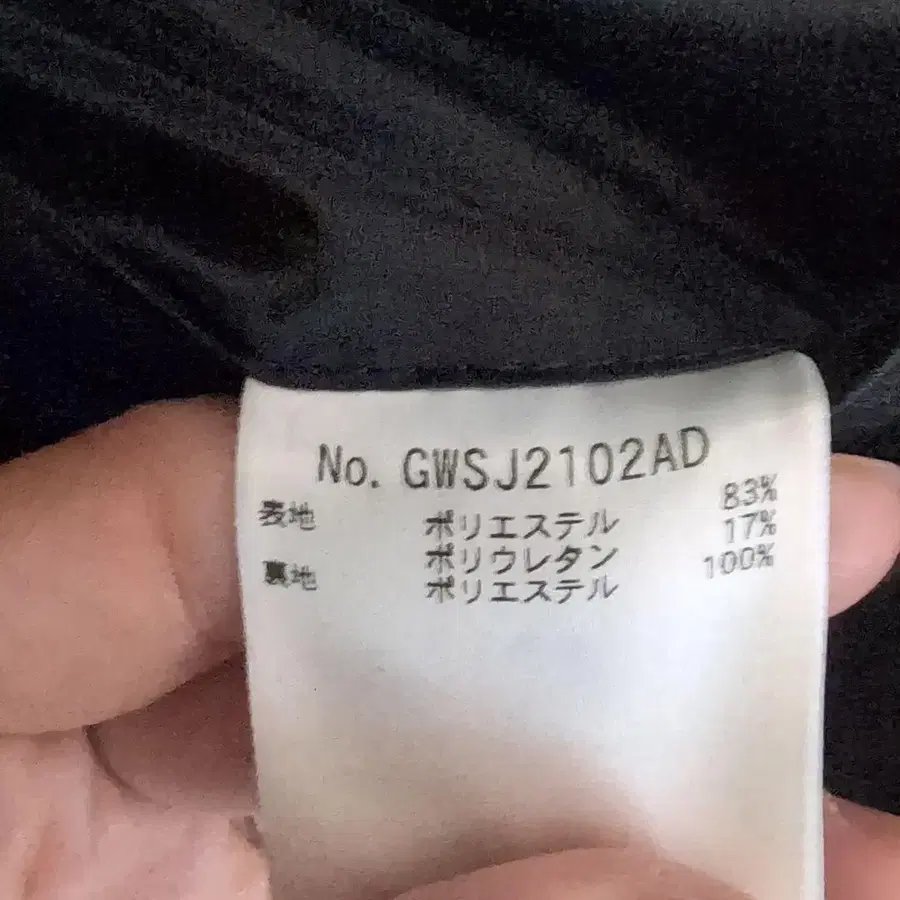 No. GWSJ2102AD
表地 ポリエステル 83%
ポリウレタン 17%
裏地 ポリエステル 100%